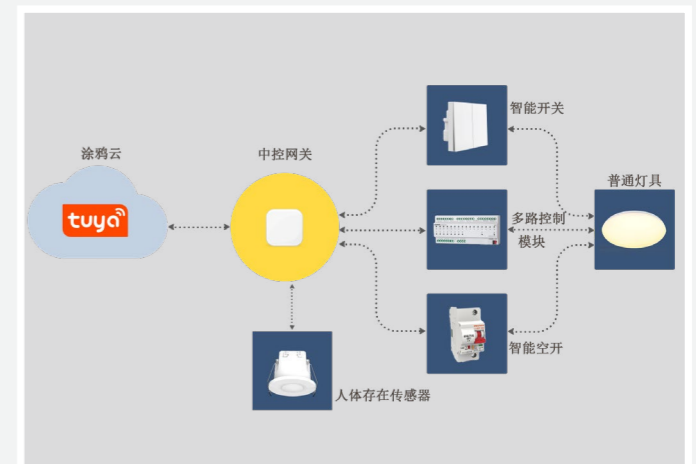 涂鸦云
tuya
中控网关
智能开关
多路控制
模块
智能空开
普通灯具
人体存在传感器